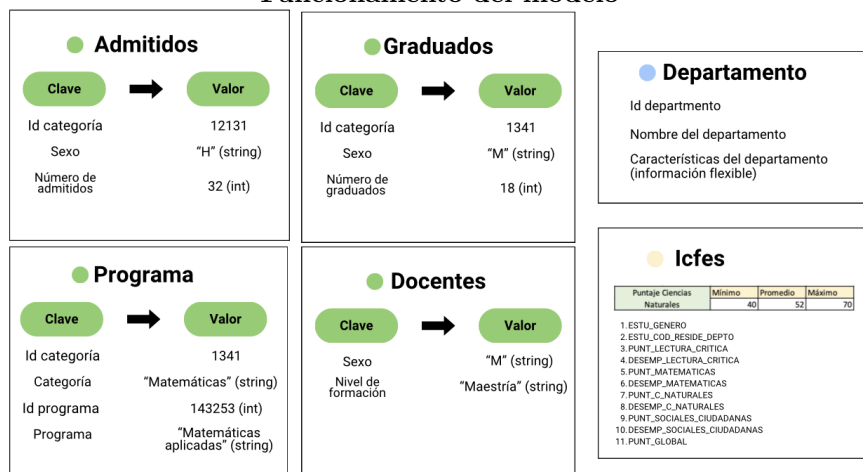 Funcionamento del modelo
Admitidos
Clave
Valor
Id categoría
12131
Sexo
“H” (string)
Número de
admitidos
32 (int)
Graduados
Clave
Valor
Id categoría
1341
Sexo
“M” (string)
Número de
graduados
18 (int)
Departamento
Id departmento
Nombre del departamento
Características del departamento
(información flexible)
Programa
Clave
Valor
Id categoría
1341
Categoría
“Matemáticas” (string)
Id programa
143253 (int)
Programa
“Matemáticas
aplicadas” (string)
Docentes
Clave
Valor
Sexo
“M” (string)
Nivel de
formación
“Maestría” (string)
Icfes
Puntaje Ciencias
Naturales
Mínimo
Promedio
Máximo
40
52
70
1.ESTU_GENERO
2.ESTU_COD_RESIDE_DEPTO
3.PUNT_LECTURA_CRITICA
4.DESEMP_LECTURA_CRITICA
5.PUNT_MATEMATICAS
6.DESEMP_MATEMATICAS
7.PUNT_C_NATURALES
8.DESEMP_C_NATURALES
9.PUNT_SOCIALES_CIUDADANAS
10.DESEMP_SOCIALES_CIUDADANAS
11.PUNT_GLOBAL